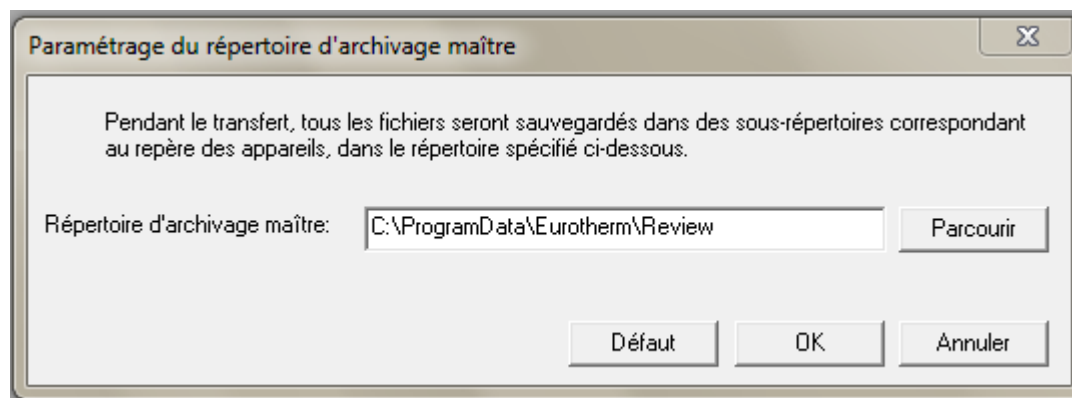 Paramétrage du répertoire d'archivage maître
Pendant le transfert, tous les fichiers seront sauvegardés dans des sous-répertoires correspondant
au repère des appareils, dans le répertoire spécifié ci-dessous.
Répertoire d'archivage maître: C:\ProgramData\Eurotherm\Review Parcourir
Défaut OK Annuler